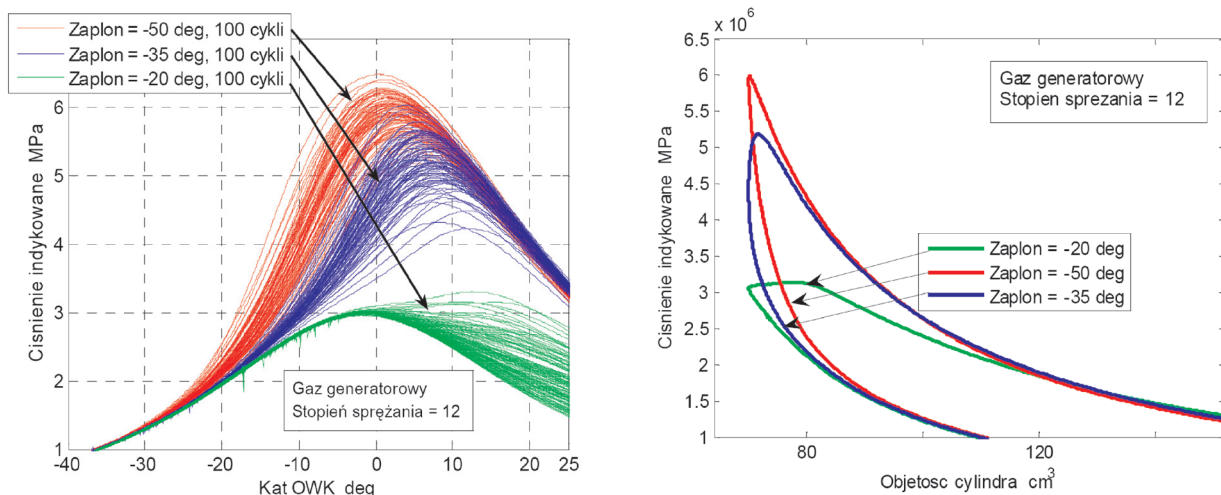 Zaplon = -50 deg, 100 cykli
Zaplon = -35 deg, 100 cykli
Zaplon = -20 deg, 100 cykli
Cisnienie indykowane MPa
6
5
4
3
2
1
Gaz generatorowy
Stopień sprężania = 12
-40 -30 -20 -10 0 10 20 25
Kat OWK deg
x 10^6
Cisnienie indykowane MPa
6.5
6
5.5
5
4.5
4
3.5
3
2.5
2
1.5
1
Gaz generatorowy
Stopien sprezania = 12
Zaplon = -20 deg
Zaplon = -50 deg
Zaplon = -35 deg
80 120
Objetosc cylindra cm^3